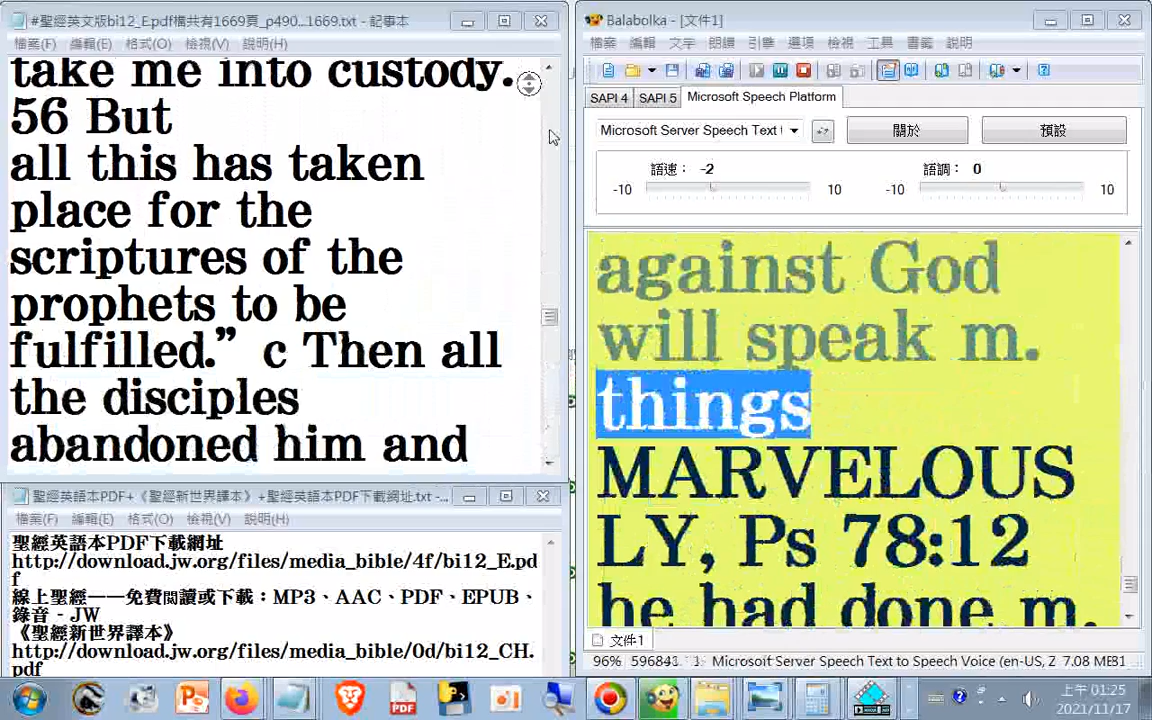 #聖經英文版bi12_E.pdf檔共有1669頁_p490...1669.txt - 記事本
檔案(F) 編輯(E) 格式(O) 檢視(V) 說明(H)
take me into custody.
56 But
all this has taken
place for the
scriptures of the
prophets to be
fulfilled.” c Then all
the disciples
abandoned him and
聖經英語本PDF+《聖經新世界譯本》+聖經英語本PDF下載網址.txt -...
檔案(F) 編輯(E) 格式(O) 檢視(V) 說明(H)
聖經英語本PDF下載網址
http://download.jw.org/files/media_bible/4f/bi12_E.pd
f
線上聖經——免費閱讀或下載：MP3、AAC、PDF、EPUB、
錄音 - JW
《聖經新世界譯本》
http://download.jw.org/files/media_bible/0d/bi12_CH.
pdf
Balabolka - [文件1]
檔案 編輯 文字 朗讀 引擎 選項 檢視 工具 書籤 說明
SAPI 4 SAPI 5 Microsoft Speech Platform
Microsoft Server Speech Text 關於 預設
語速： -2 語調： 0
-10 10 -10 10
against God
will speak m.
things
MARVELOUS
LY, Ps 78:12
he had done m.
文件1
96% Microsoft Server Speech Text to Speech Voice (en-US, Z 7.08 MB
上午 01:25
2021/11/17